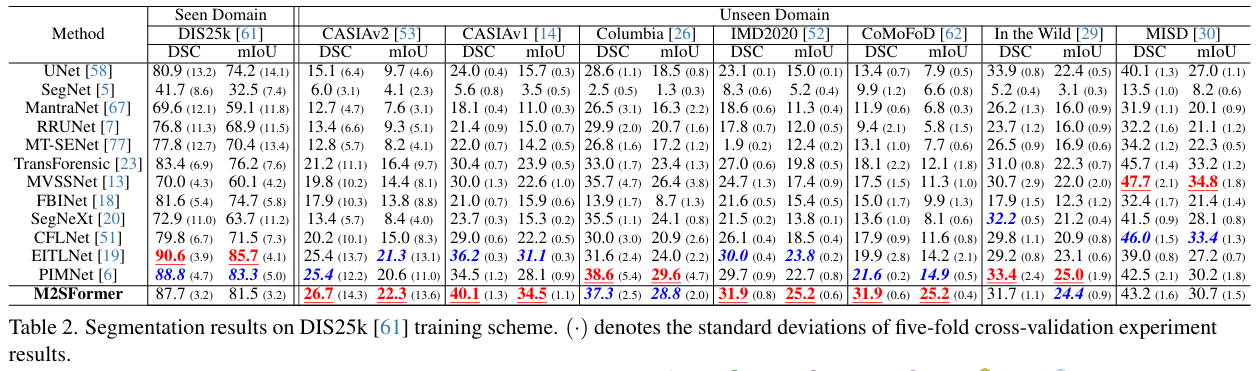 Method Seen Domain Unseen Domain
DIS25k [61] CASIAv2 [53] CASIAv1 [14] Columbia [26] IMD2020 [52] CoMoFoD [62] In the Wild [29] MISD [30]
DSC mIoU DSC mIoU DSC mIoU DSC mIoU DSC mIoU DSC mIoU DSC mIoU DSC mIoU
UNet [58] 80.9 (13.2) 74.2 (14.1) 15.1 (6.4) 9.7 (4.6) 24.0 (0.4) 15.7 (0.3) 28.6 (1.1) 18.5 (0.8) 23.1 (0.1) 15.0 (0.1) 13.4 (0.7) 7.9 (0.5) 33.9 (0.8) 22.4 (0.5) 40.1 (1.3) 27.0 (1.1)
SegNet [5] 41.7 (8.6) 32.5 (7.4) 6.0 (3.1) 4.1 (2.3) 5.6 (0.8) 3.5 (0.5) 2.5 (0.5) 1.3 (0.3) 8.3 (0.6) 5.2 (0.4) 9.9 (1.2) 6.6 (0.8) 5.2 (0.4) 3.1 (0.3) 13.5 (1.0) 8.2 (0.6)
MantraNet [67] 69.6 (12.1) 59.1 (11.8) 12.7 (4.7) 7.6 (3.1) 18.1 (0.4) 11.0 (0.3) 26.5 (3.1) 16.3 (2.2) 18.6 (0.6) 11.3 (0.4) 11.9 (0.6) 6.8 (0.3) 26.2 (1.3) 16.0 (0.9) 31.9 (1.1) 20.1 (0.9)
RRUNet [7] 76.8 (11.3) 68.9 (11.5) 13.4 (6.6) 9.3 (5.1) 21.4 (0.9) 15.0 (0.7) 29.9 (2.0) 20.7 (1.6) 17.8 (0.7) 12.0 (0.5) 9.4 (2.1) 5.8 (1.5) 23.7 (1.2) 16.0 (0.9) 32.2 (1.6) 21.1 (1.2)
MT-SENet [77] 77.8 (12.7) 70.4 (13.4) 12.8 (5.7) 8.2 (4.1) 22.0 (0.7) 14.2 (0.5) 26.8 (1.6) 17.2 (1.2) 1.9 (0.2) 12.4 (0.2) 13.1 (1.0) 7.7 (0.6) 26.5 (0.9) 16.9 (0.6) 34.2 (1.2) 22.3 (0.5)
TransForensic [23] 83.4 (6.9) 76.2 (7.6) 21.2 (11.1) 16.4 (9.7) 30.4 (0.7) 23.9 (0.5) 33.0 (1.7) 23.4 (1.3) 27.0 (0.6) 19.8 (0.5) 18.1 (2.2) 12.1 (1.8) 31.0 (0.8) 22.3 (0.7) 45.7 (1.4) 33.2 (1.2)
MVSSNet [13] 70.0 (4.3) 60.1 (4.2) 19.8 (10.2) 14.4 (8.1) 30.0 (1.3) 22.6 (1.0) 35.7 (4.7) 26.4 (3.8) 24.7 (1.3) 17.4 (0.9) 17.5 (1.5) 11.3 (1.0) 30.7 (2.9) 22.0 (2.0) 47.7 (2.1) 34.8 (1.8)
FBINet [18] 81.6 (5.4) 74.7 (5.8) 17.9 (10.3) 13.8 (8.8) 21.0 (0.7) 15.9 (0.6) 13.9 (1.7) 8.7 (1.3) 21.6 (0.5) 15.4 (0.5) 15.0 (1.7) 9.9 (1.3) 17.9 (1.5) 12.3 (1.2) 32.4 (1.7) 21.4 (1.4)
SegNeXt [20] 72.9 (11.0) 63.7 (11.2) 13.4 (5.7) 8.4 (4.0) 23.7 (0.3) 15.3 (0.2) 35.5 (1.1) 24.1 (0.8) 21.5 (0.2) 13.8 (0.1) 13.6 (1.0) 8.1 (0.6) 32.2 (0.5) 21.2 (0.4) 41.5 (0.9) 28.1 (0.8)
CFLNet [51] 79.8 (6.7) 71.5 (7.3) 20.2 (10.1) 15.0 (8.3) 29.0 (0.6) 22.2 (0.5) 30.0 (3.0) 20.9 (2.6) 26.1 (0.4) 18.5 (0.4) 17.9 (0.9) 11.6 (0.8) 29.8 (1.1) 20.9 (0.8) 46.0 (1.5) 33.4 (1.3)
EITLNet [19] 90.6 (3.9) 85.7 (4.1) 25.4 (13.7) 21.3 (13.1) 36.2 (0.3) 31.1 (0.3) 31.6 (2.4) 24.0 (2.2) 30.0 (0.4) 23.8 (0.2) 19.9 (2.8) 14.2 (2.1) 29.2 (0.8) 23.1 (0.6) 39.0 (0.8) 27.2 (0.7)
PIMNet [6] 88.8 (4.7) 83.3 (5.0) 25.4 (12.2) 20.6 (11.0) 34.5 (1.2) 28.1 (0.9) 38.6 (5.4) 29.6 (4.7) 29.7 (0.9) 22.7 (0.8) 21.6 (0.2) 14.9 (0.5) 33.4 (2.4) 25.0 (1.9) 42.5 (2.1) 30.2 (1.8)
M2SFormer 87.7 (3.2) 81.5 (3.2) 26.7 (14.3) 22.3 (13.6) 40.1 (1.3) 34.5 (1.1) 37.3 (2.5) 28.8 (2.0) 31.9 (0.8) 25.2 (0.6) 31.9 (0.6) 25.2 (0.4) 31.7 (1.1) 24.4 (0.9) 43.2 (1.6) 30.7 (1.5)
Table 2. Segmentation results on DIS25k [61] training scheme. (·) denotes the standard deviations of five-fold cross-validation experiment
results.